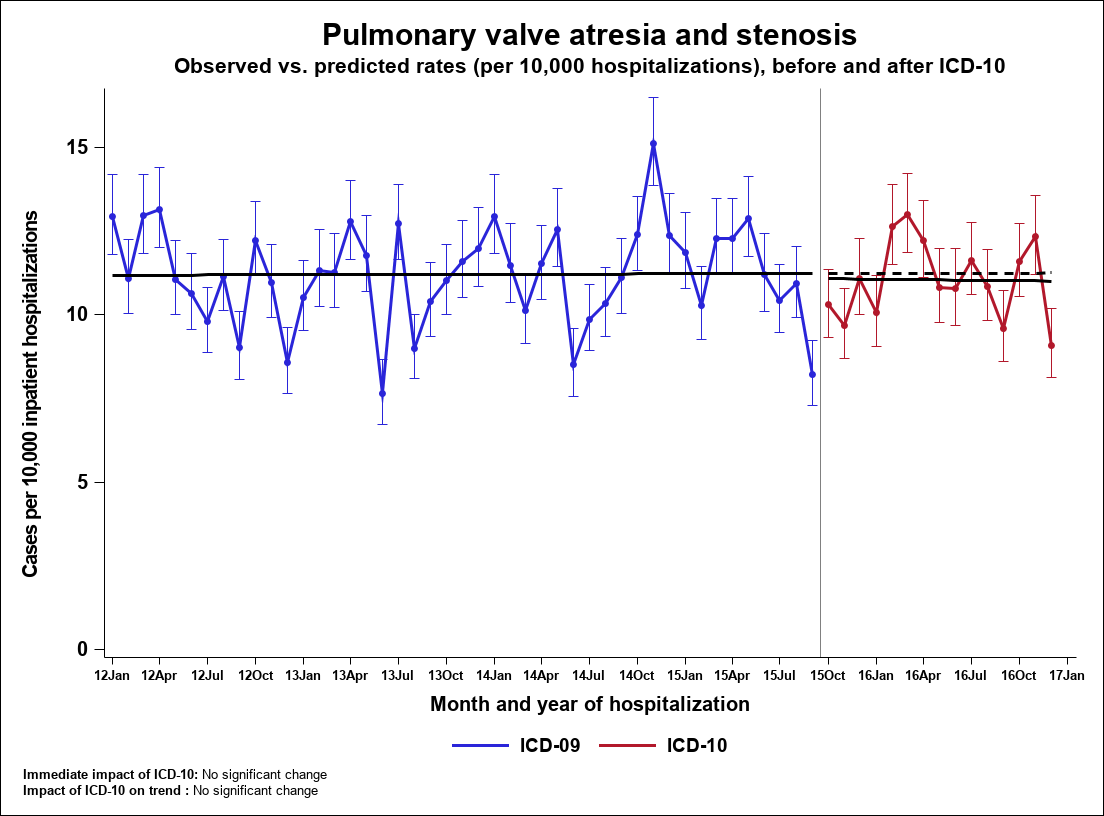 Pulmonary valve atresia and stenosis
Observed vs. predicted rates (per 10,000 hospitalizations), before and after ICD-10
Cases per 10,000 inpatient hospitalizations
15
10
5
0
12Jan 12Apr 12Jul 12Oct 13Jan 13Apr 13Jul 13Oct 14Jan 14Apr 14Jul 14Oct 15Jan 15Apr 15Jul 15Oct 16Jan 16Apr 16Jul 16Oct 17Jan
Month and year of hospitalization
ICD-09 ICD-10
Immediate impact of ICD-10: No significant change
Impact of ICD-10 on trend : No significant change